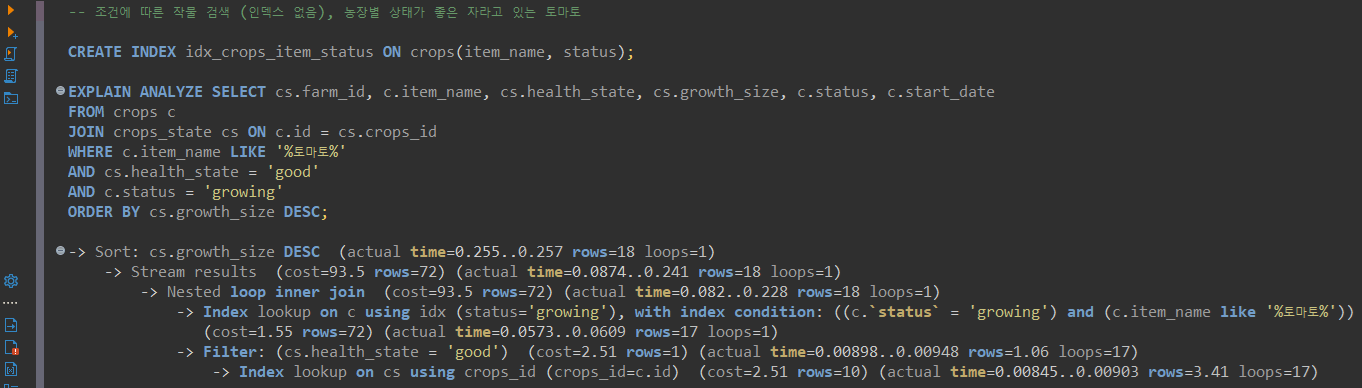 -- 조건에 따른 작물 검색 (인덱스 없음), 농장별 상태가 좋은 자라고 있는 토마토
CREATE INDEX idx_crops_item_status ON crops(item_name, status);
EXPLAIN ANALYZE SELECT cs.farm_id, c.item_name, cs.health_state, cs.growth_size, c.status, c.start_date
FROM crops c
JOIN crops_state cs ON c.id = cs.crops_id
WHERE c.item_name LIKE '%토마토%'
AND cs.health_state = 'good'
AND c.status = 'growing'
ORDER BY cs.growth_size DESC;
-> Sort: cs.growth_size DESC  (actual time=0.255..0.257 rows=18 loops=1)
-> Stream results  (cost=93.5 rows=72) (actual time=0.0874..0.241 rows=18 loops=1)
-> Nested loop inner join  (cost=93.5 rows=72) (actual time=0.082..0.228 rows=18 loops=1)
-> Index lookup on c using idx (status='growing'), with index condition: ((c.`status` = 'growing') and (c.item_name like '%토마토%'))
(cost=1.55 rows=72) (actual time=0.0573..0.0609 rows=17 loops=1)
-> Filter: (cs.health_state = 'good')  (cost=2.51 rows=1) (actual time=0.00898..0.00948 rows=1.06 loops=17)
-> Index lookup on cs using crops_id (crops_id=c.id)  (cost=2.51 rows=10) (actual time=0.00845..0.00903 rows=3.41 loops=17)